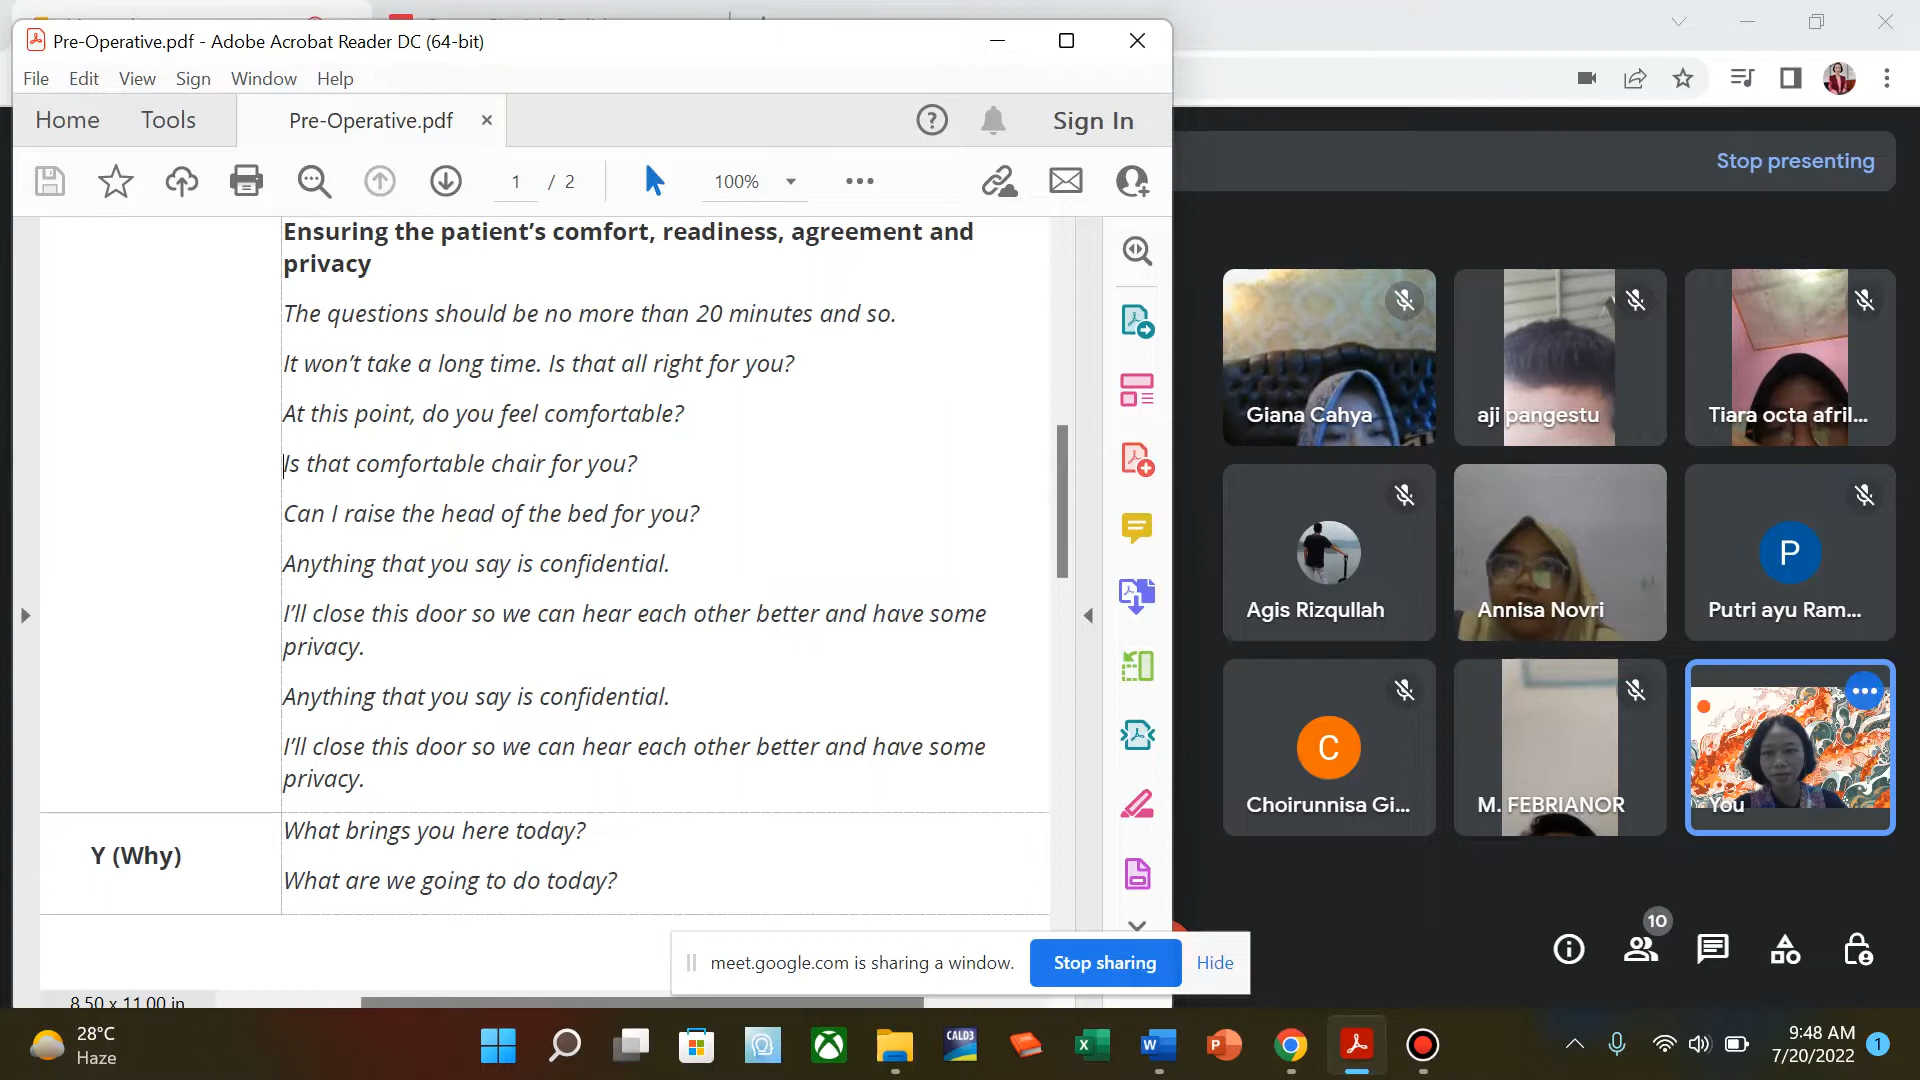 Pre-Operative.pdf - Adobe Acrobat Reader DC (64-bit)
File Edit View Sign Window Help
Home Tools Pre-Operative.pdf Sign In
1 / 2 100%
Stop presenting
Ensuring the patient's comfort, readiness, agreement and
privacy
The questions should be no more than 20 minutes and so.
It won't take a long time. Is that all right for you?
At this point, do you feel comfortable?
Is that comfortable chair for you?
Can I raise the head of the bed for you?
Anything that you say is confidential.
I'll close this door so we can hear each other better and have some
privacy.
Anything that you say is confidential.
I'll close this door so we can hear each other better and have some
privacy.
Y (Why)
What brings you here today?
What are we going to do today?
8.50 x 11.00 in
Giana Cahya
aji pangestu
Tiara octa afril...
Agis Rizqullah
Annisa Novri
P
Putri ayu Ram...
C
Choirunnisa Gi...
M. FEBRIANOR
You
10
meet.google.com is sharing a window. Stop sharing Hide
28°C
Haze
CALD3
9:48 AM
7/20/2022
1